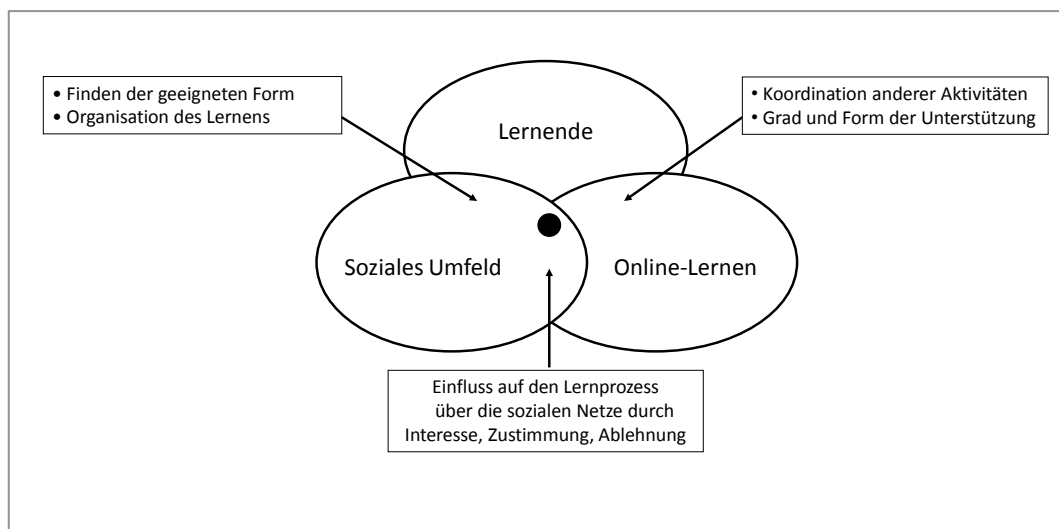 • Finden der geeigneten Form
• Organisation des Lernens
• Koordination anderer Aktivitäten
• Grad und Form der Unterstützung
Lernende
Soziales Umfeld
Online-Lernen
Einfluss auf den Lernprozess
über die sozialen Netze durch
Interesse, Zustimmung, Ablehnung